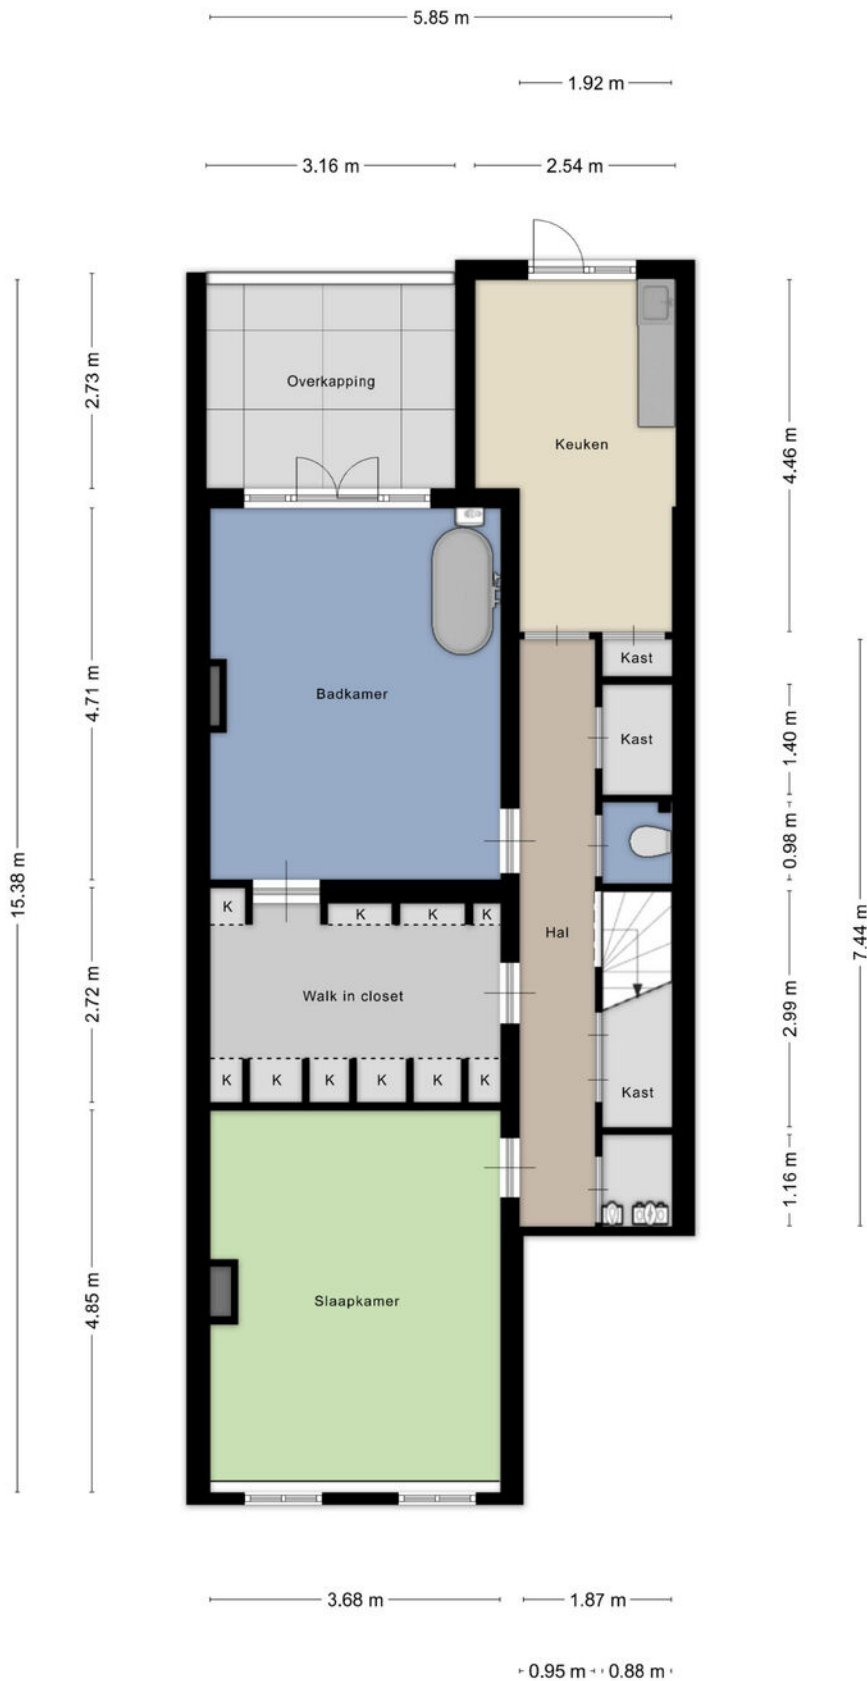 5.85 m
1.92 m
3.16 m
2.54 m
2.73 m
Overkapping
Keuken
4.46 m
Kast
Badkamer
4.71 m
Kast
1.40 m
0.98 m
15.38 m
K
K
K
K
Hal
7.44 m
Walk in closet
2.72 m
2.99 m
K
K
K
K
K
K
Kast
1.16 m
4.85 m
Slaapkamer
3.68 m
1.87 m
0.95 m
0.88 m